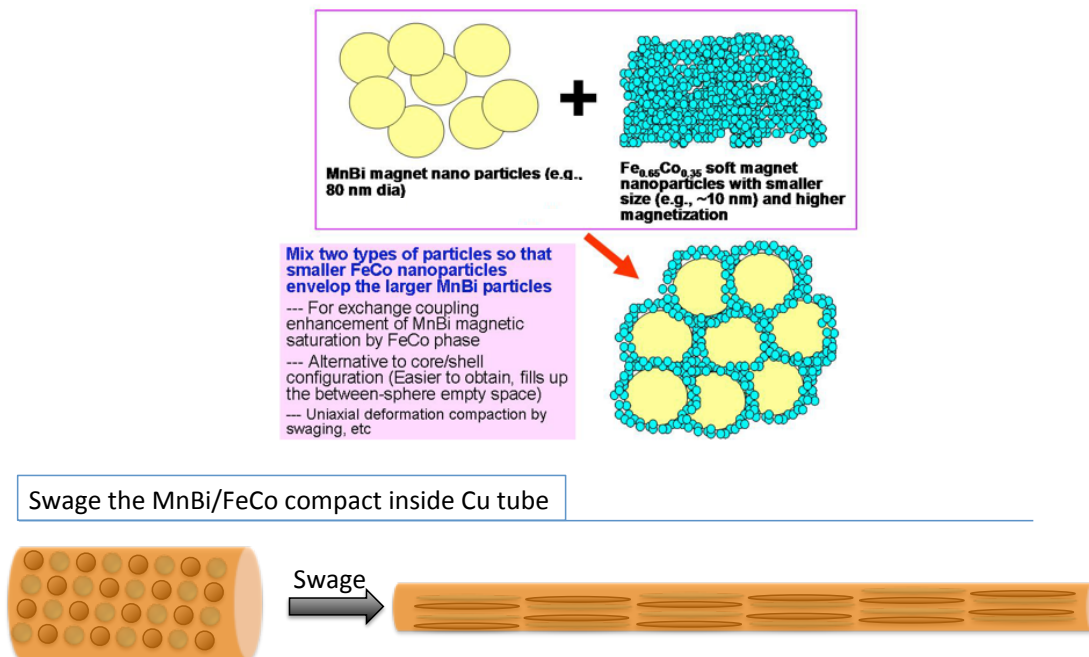 MnBi magnet nano particles (e.g.,
80 nm dia)
Fe0.65Co0.35 soft magnet
nanoparticles with smaller
size (e.g., ~10 nm) and higher
magnetization
Mix two types of particles so that
smaller FeCo nanoparticles
envelop the larger MnBi particles
--- For exchange coupling
enhancement of MnBi magnetic
saturation by FeCo phase
--- Alternative to core/shell
configuration (Easier to obtain, fills up
the between-sphere empty space)
--- Uniaxial deformation compaction by
swaging, etc
Swage the MnBi/FeCo compact inside Cu tube
Swage